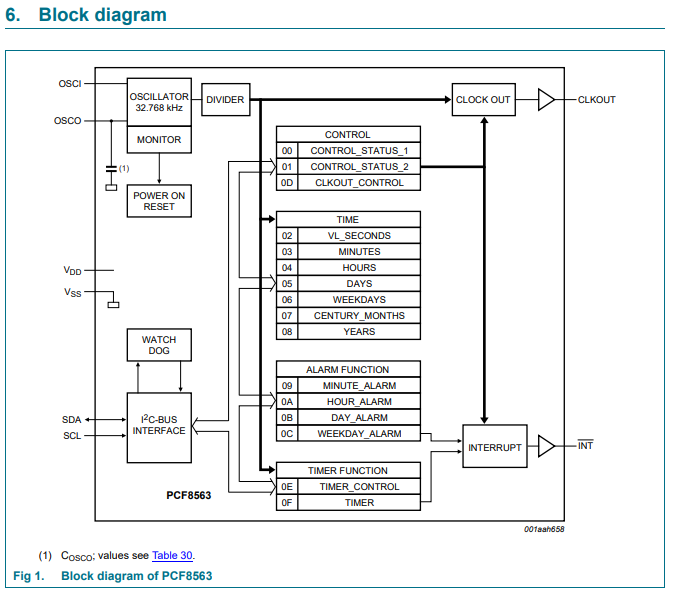 6. Block diagram
OSCI
OSCO
OSCILLATOR
32.768 kHz
MONITOR
(1)
POWER ON
RESET
DIVIDER
CLOCK OUT
CLKOUT
CONTROL
00 CONTROL_STATUS_1
01 CONTROL_STATUS_2
0D CLKOUT_CONTROL
TIME
02 VL_SECONDS
03 MINUTES
04 HOURS
05 DAYS
06 WEEKDAYS
07 CENTURY_MONTHS
08 YEARS
VDD
VSS
WATCH
DOG
ALARM FUNCTION
09 MINUTE_ALARM
0A HOUR_ALARM
0B DAY_ALARM
0C WEEKDAY_ALARM
SDA
SCL
I2C-BUS
INTERFACE
INTERRUPT
INT
TIMER FUNCTION
0E TIMER_CONTROL
0F TIMER
PCF8563
001aah658
(1) COSCO; values see Table 30.
Fig 1. Block diagram of PCF8563